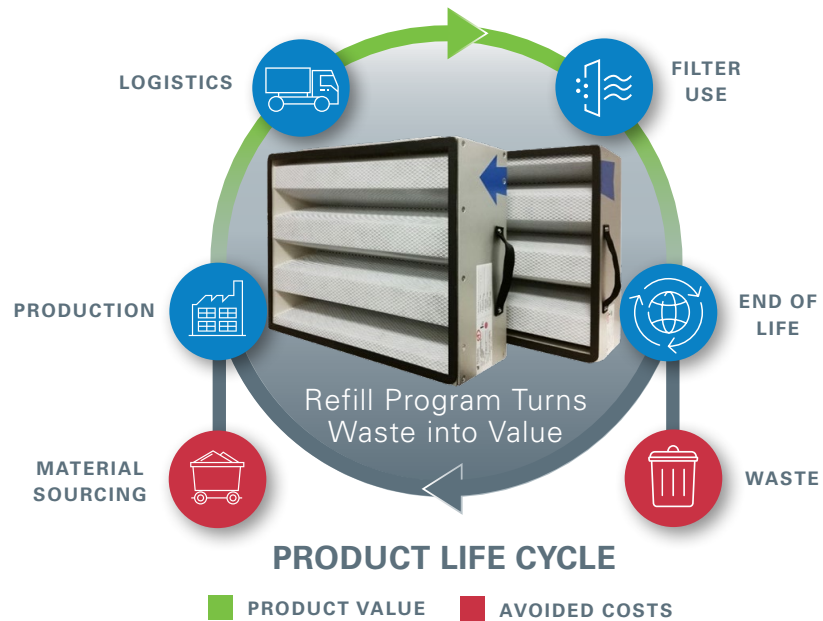 LOGISTICS
FILTER
USE
PRODUCTION
END OF
LIFE
Refill Program Turns
Waste into Value
MATERIAL
SOURCING
WASTE
PRODUCT LIFE CYCLE
PRODUCT VALUE
AVOIDED COSTS